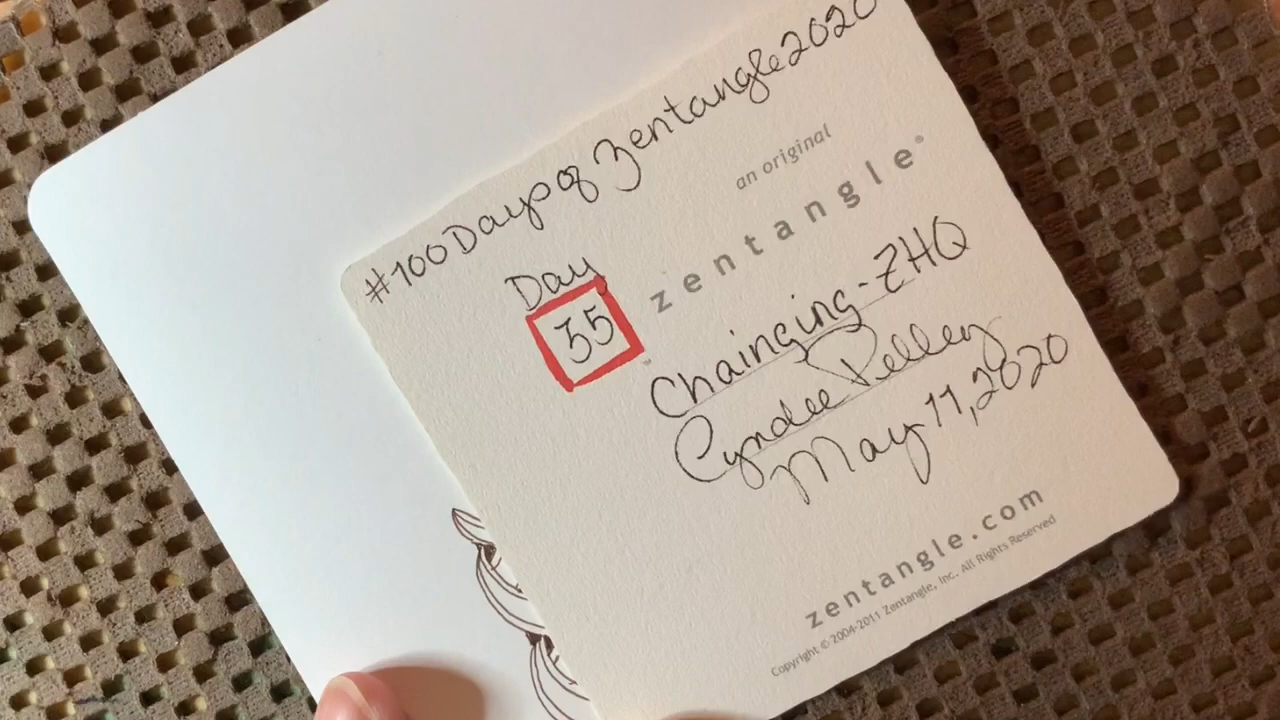 #100DaysofZentangle2020
an original
zentangle®
Day
35
Chainging-ZHQ
Cyndee Pelley
May 11, 2020
zentangle.com
Copyright © 2004-2011 Zentangle, Inc. All Rights Reserved